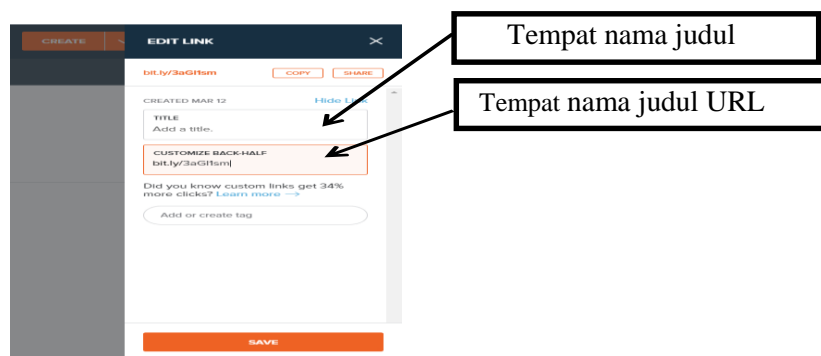 CREATE
EDIT LINK
Tempat nama judul
bit.ly/3aGl1sm
COPY
SHARE
CREATED MAR 12
Hide Link
Tempat nama judul URL
TITLE
Add a title.
CUSTOMIZE BACK-HALF
bit.ly/3aGl1sm
Did you know custom links get 34%
more clicks? Learn more →
Add or create tag
SAVE